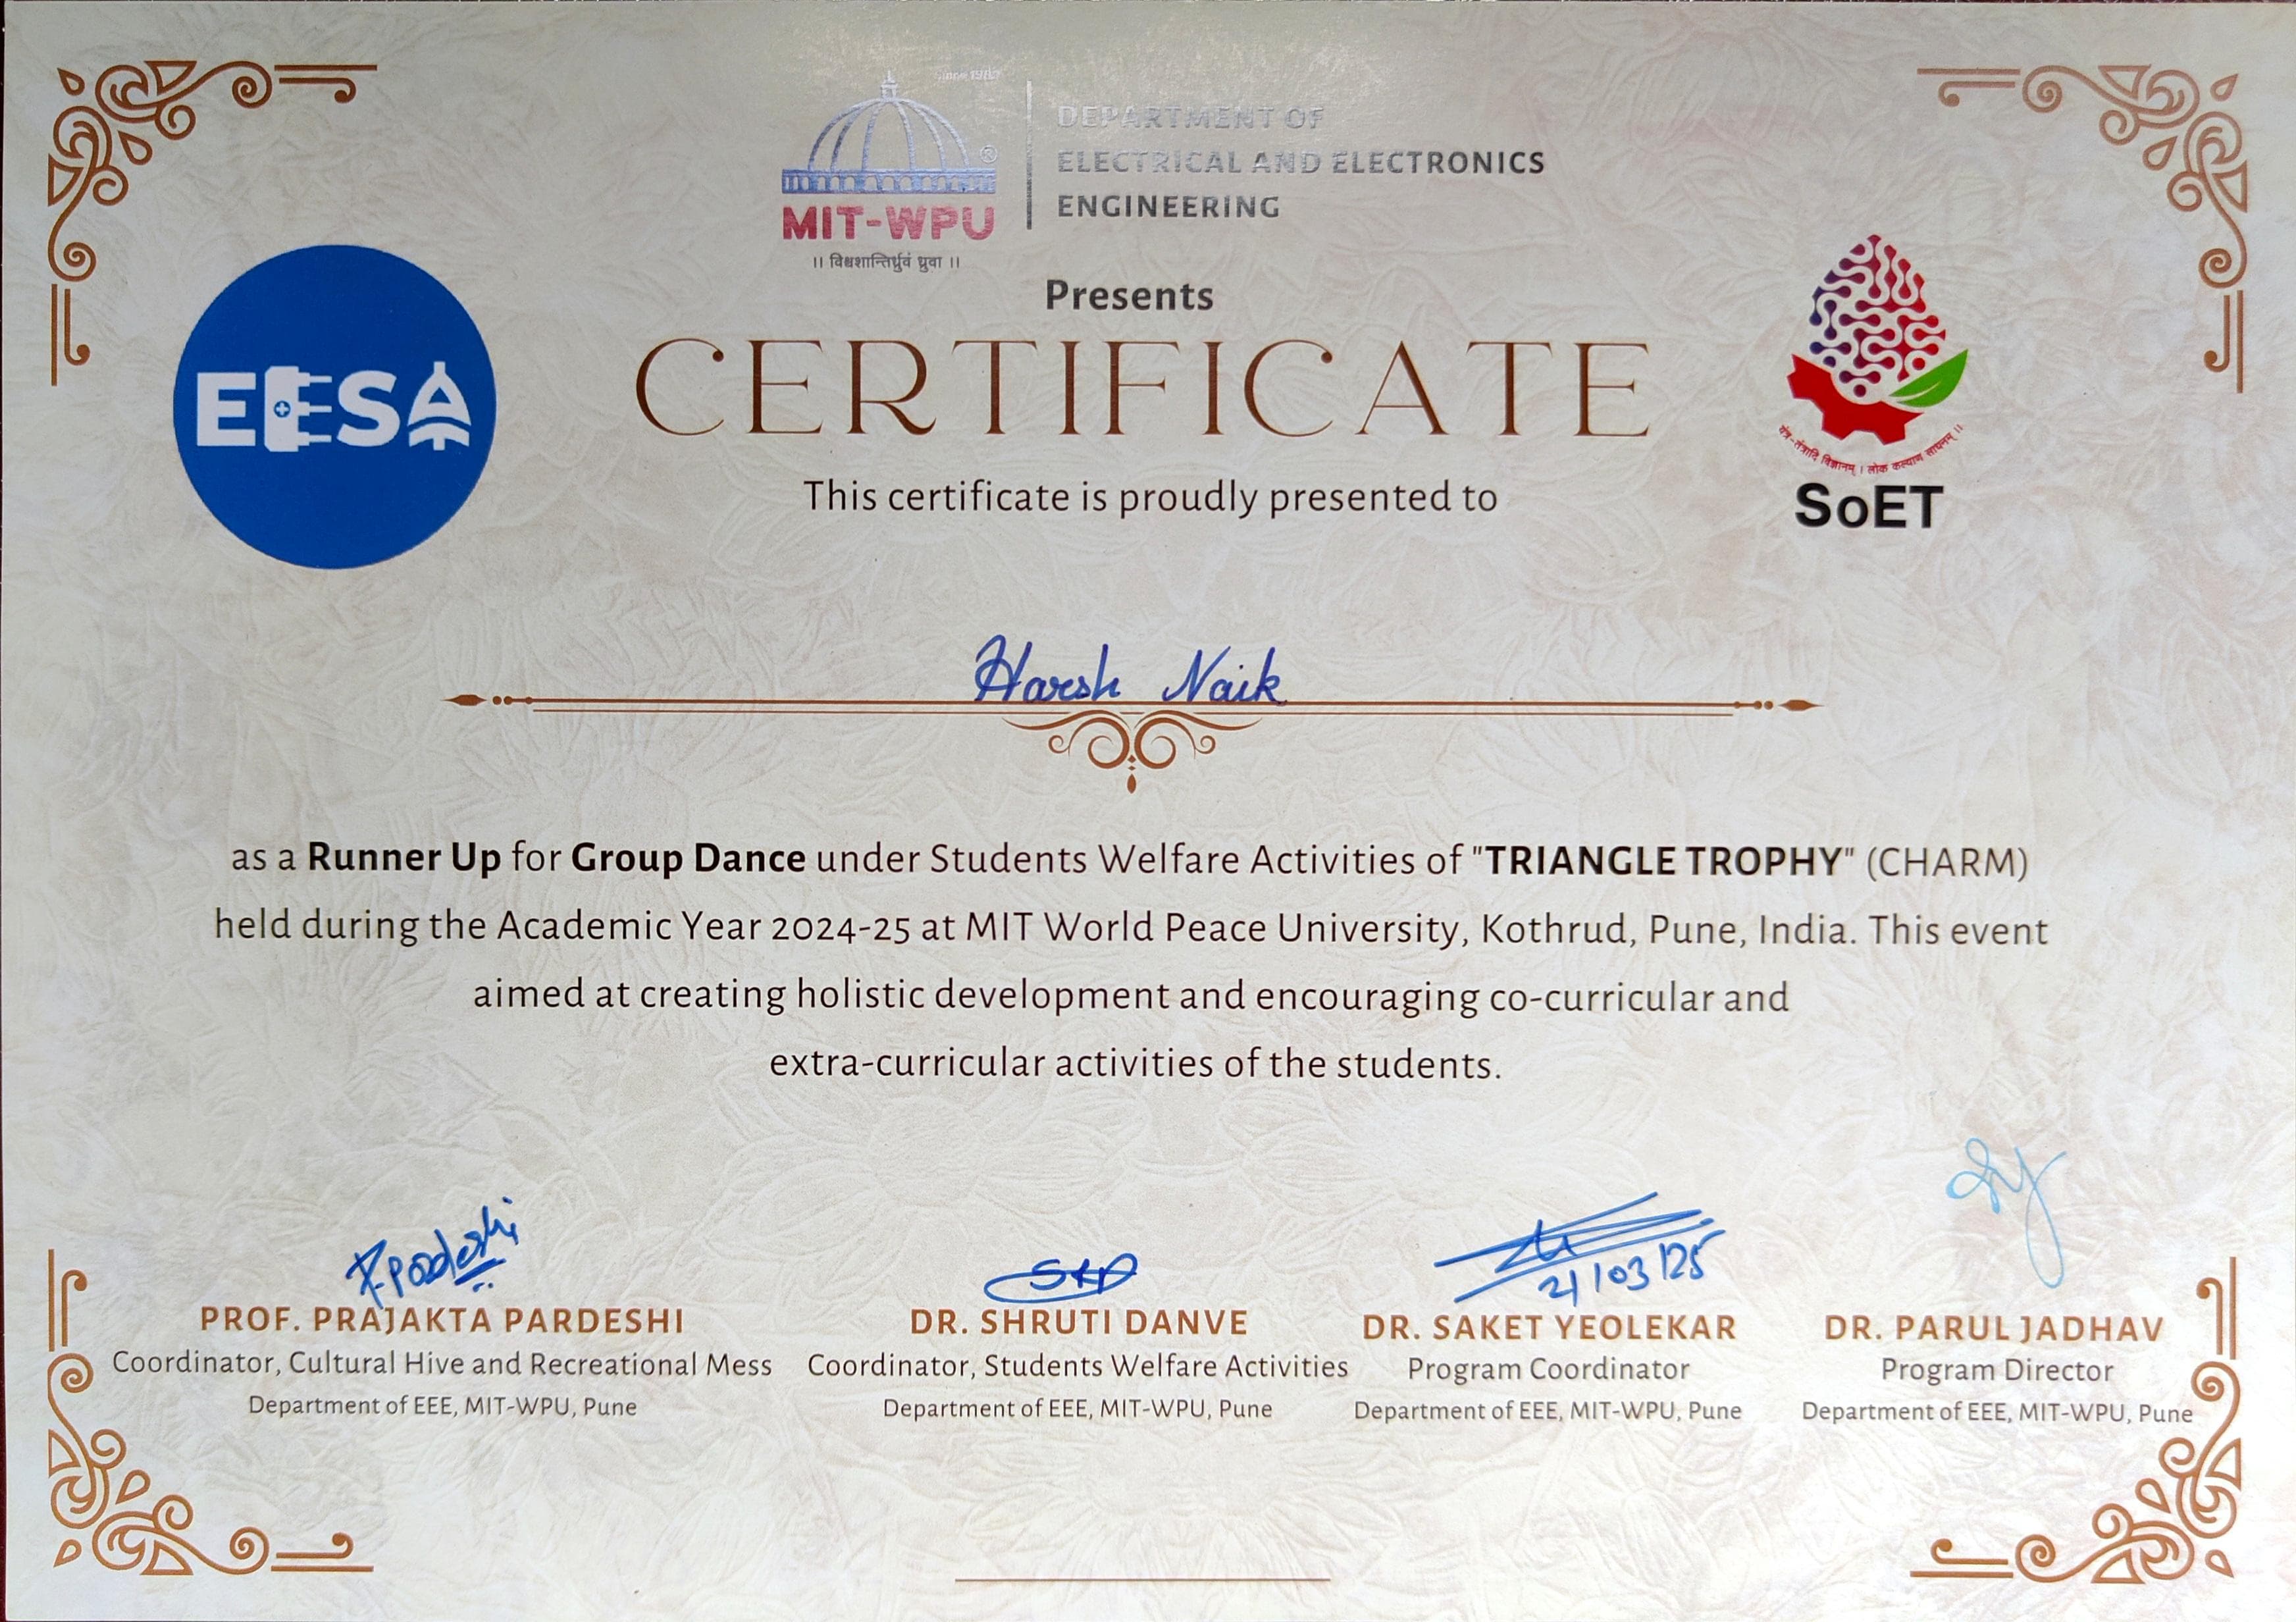 Since 1983
DEPARTMENT OF
ELECTRICAL AND ELECTRONICS
ENGINEERING
MIT-WPU
®
।। विश्वशान्तिर्ध्रुवं ध्रुवा ।।
Presents
EESA
CERTIFICATE
यंत्र-तंत्रादि विज्ञानम् । लोक कल्याण साधनम् ।।
SoET
This certificate is proudly presented to
Harsh Naik
as a Runner Up for Group Dance under Students Welfare Activities of "TRIANGLE TROPHY" (CHARM)
held during the Academic Year 2024-25 at MIT World Peace University, Kothrud, Pune, India. This event
aimed at creating holistic development and encouraging co-curricular and
extra-curricular activities of the students.
P.Pardeshi
SKD
21/03/25
PROF. PRAJAKTA PARDESHI
Coordinator, Cultural Hive and Recreational Mess
Department of EEE, MIT-WPU, Pune
DR. SHRUTI DANVE
Coordinator, Students Welfare Activities
Department of EEE, MIT-WPU, Pune
DR. SAKET YEOLEKAR
Program Coordinator
Department of EEE, MIT-WPU, Pune
DR. PARUL JADHAV
Program Director
Department of EEE, MIT-WPU, Pune